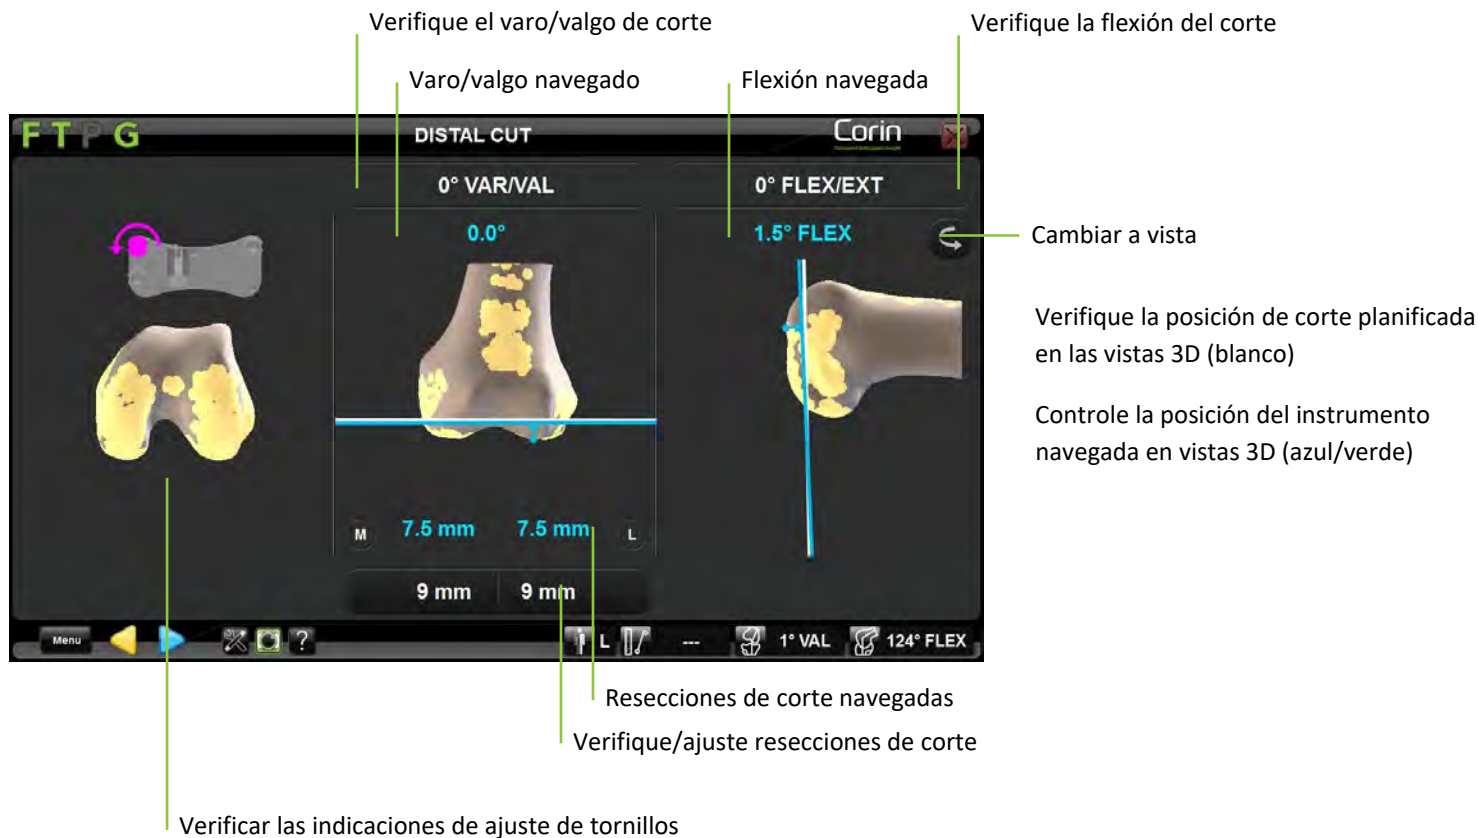 Verifique el varo/valgo de corte
Verifique la flexión del corte
Varo/valgo navegado
Flexión navegada
F T P G
DISTAL CUT
Corin
0° VAR/VAL
0° FLEX/EXT
0.0°
1.5° FLEX
Cambiar a vista
Verifique la posición de corte planificada
en las vistas 3D (blanco)
Controle la posición del instrumento
navegada en vistas 3D (azul/verde)
M 7.5 mm 7.5 mm L
9 mm 9 mm
Menu ? L --- 1° VAL 124° FLEX
Resecciones de corte navegadas
Verifique/ajuste resecciones de corte
Verificar las indicaciones de ajuste de tornillos